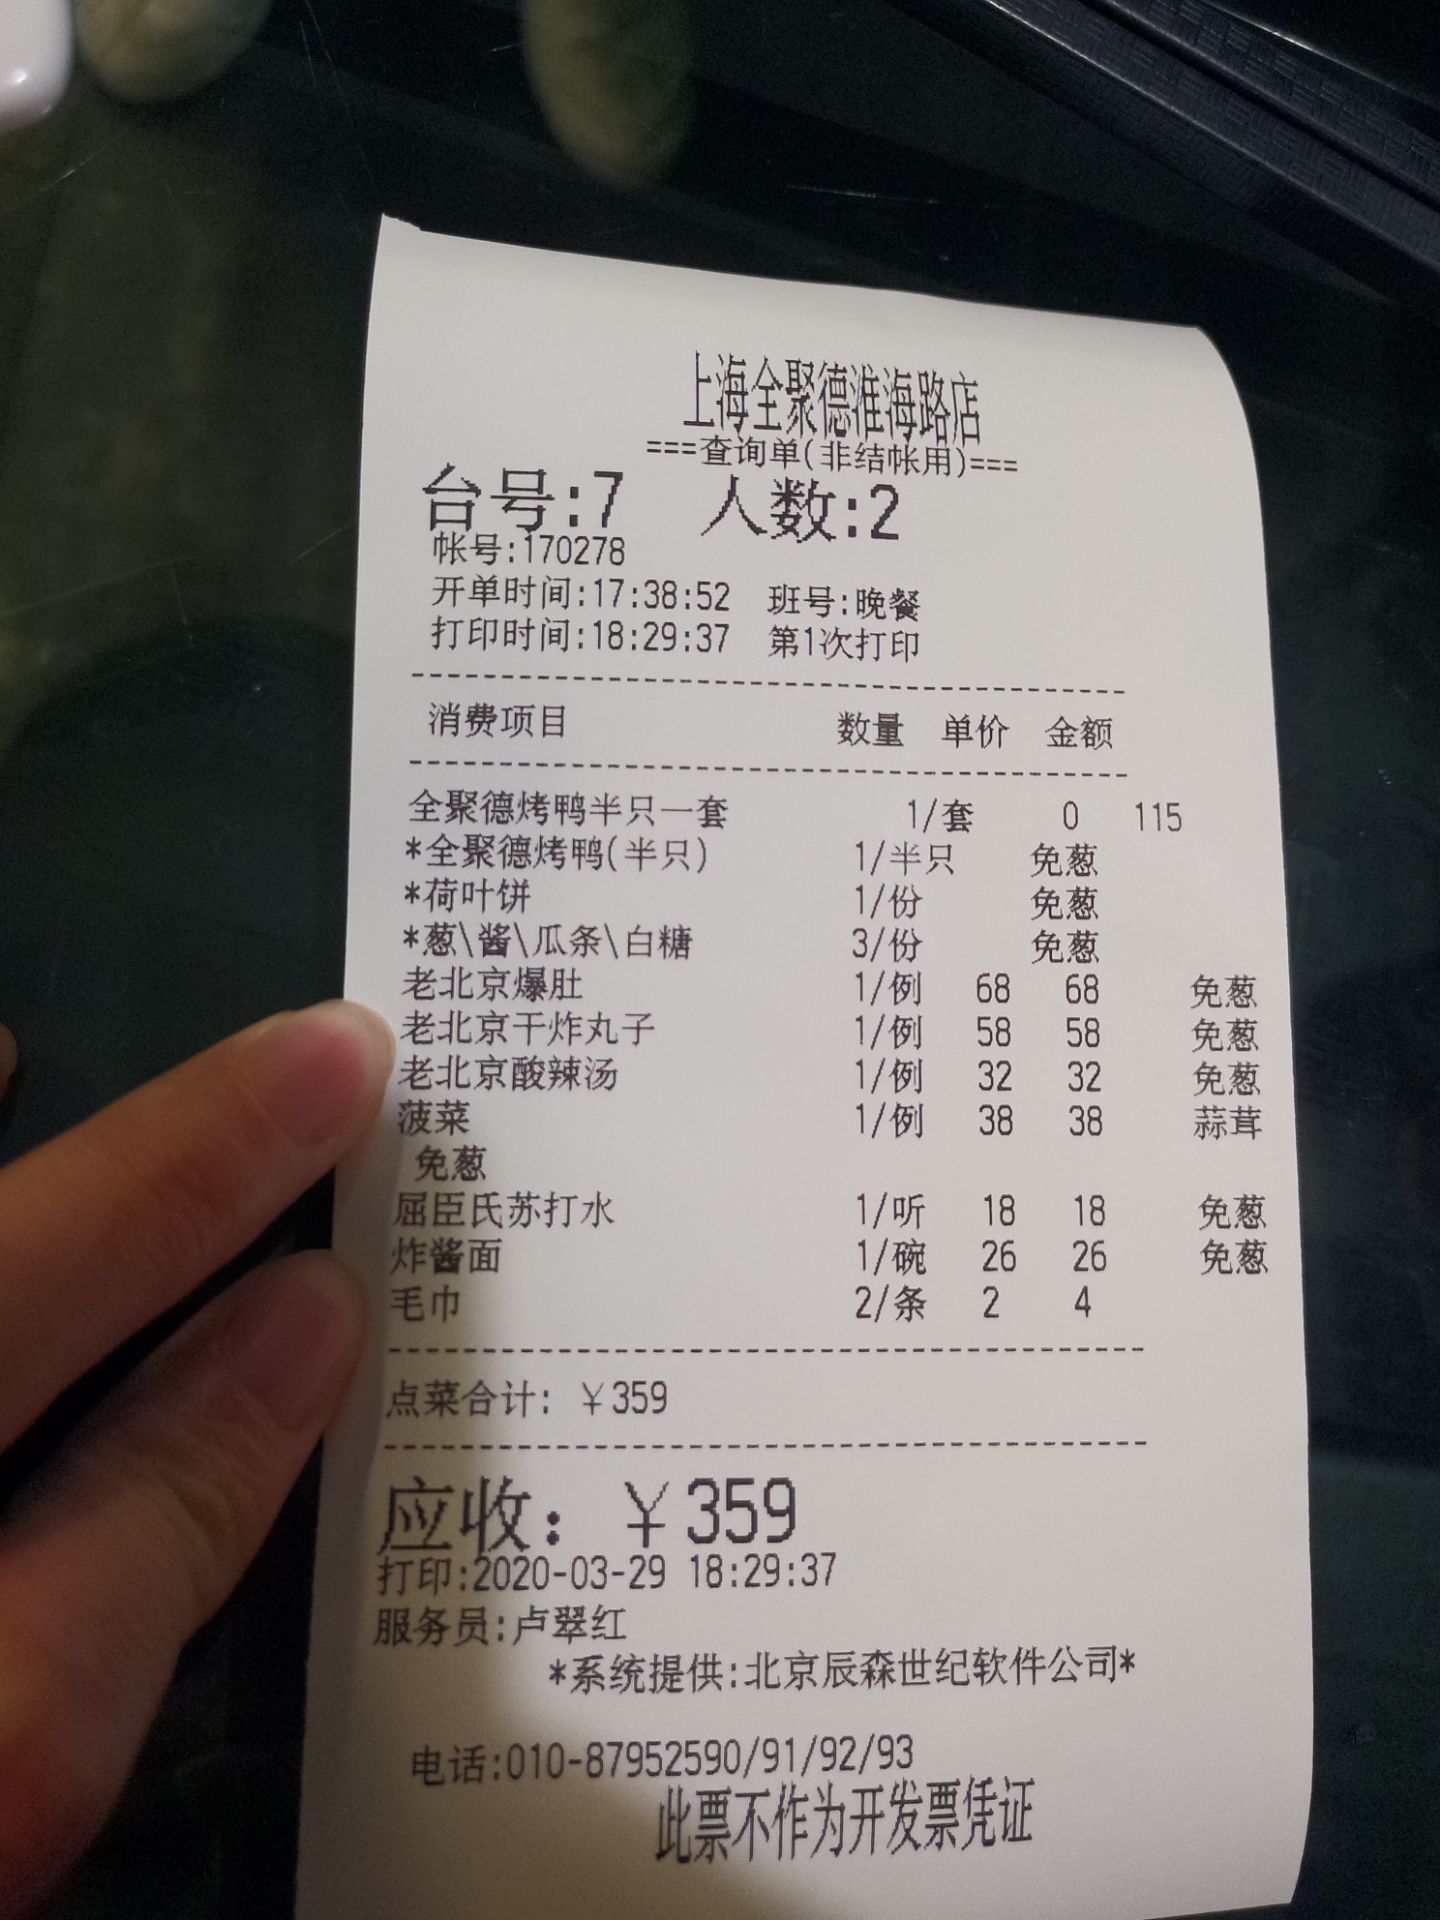 上海全聚德淮海路店
===查询单(非结帐用)===
台号:7 人数:2
帐号:170278
开单时间:17:38:52 班号:晚餐
打印时间:18:29:37 第1次打印
消费项目 数量 单价 金额
全聚德烤鸭半只一套 1/套 0 115
*全聚德烤鸭(半只) 1/半只 免葱
*荷叶饼 1/份 免葱
*葱\酱\瓜条\白糖 3/份 免葱
老北京爆肚 1/例 68 68 免葱
老北京干炸丸子 1/例 58 58 免葱
老北京酸辣汤 1/例 32 32 免葱
菠菜 1/例 38 38 蒜茸
免葱
屈臣氏苏打水 1/听 18 18 免葱
炸酱面 1/碗 26 26 免葱
毛巾 2/条 2 4
点菜合计: ￥359
应收: ￥359
打印:2020-03-29 18:29:37
服务员:卢翠红
*系统提供:北京辰森世纪软件公司*
电话:010-87952590/91/92/93
此票不作为开发票凭证